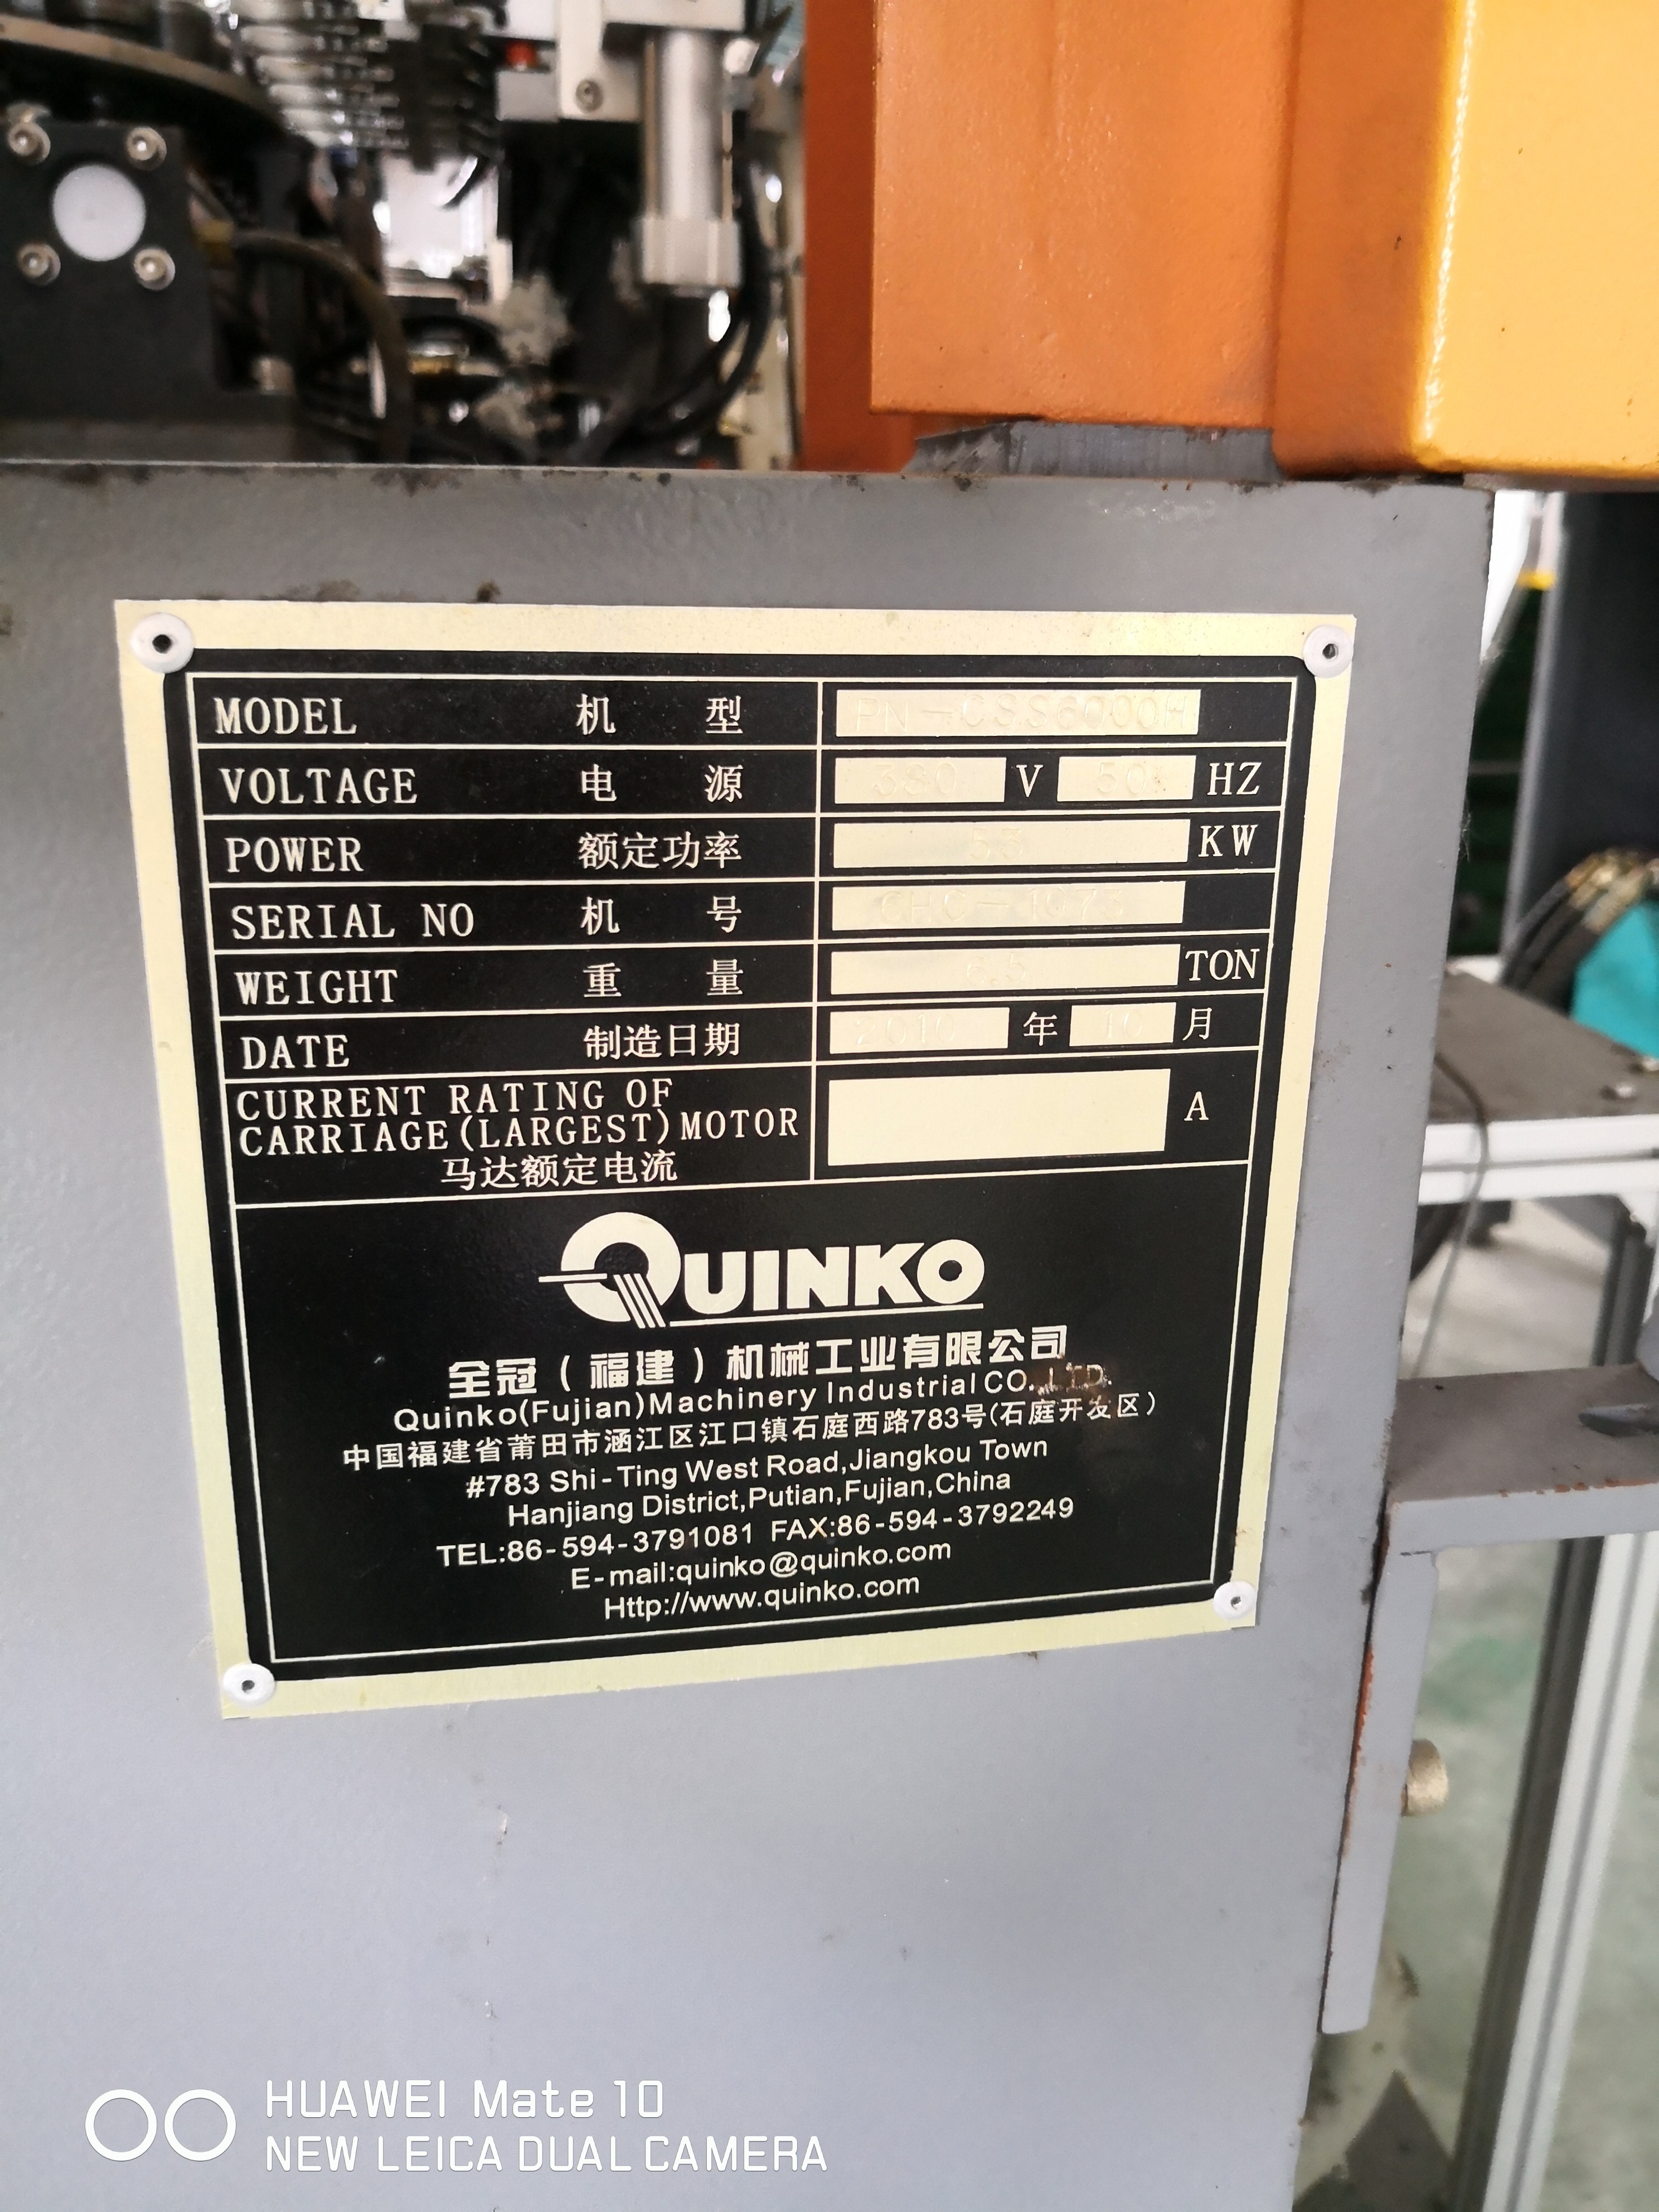 MODEL 机 型 PN-CSS6000H
VOLTAGE 电 源 380 V 50 HZ
POWER 额定功率 53 KW
SERIAL NO 机 号
WEIGHT 重 量 6.5 TON
DATE 制造日期 2010 年 10 月
CURRENT RATING OF
CARRIAGE(LARGEST)MOTOR A
马达额定电流
QUINKO
全冠（福建）机械工业有限公司
Quinko(Fujian)Machinery Industrial CO.,LTD.
中国福建省莆田市涵江区江口镇石庭西路783号(石庭开发区)
#783 Shi-Ting West Road,Jiangkou Town
Hanjiang District,Putian,Fujian,China
TEL:86-594-3791081 FAX:86-594-3792249
E-mail:quinko@quinko.com
Http://www.quinko.com
HUAWEI Mate 10
NEW LEICA DUAL CAMERA